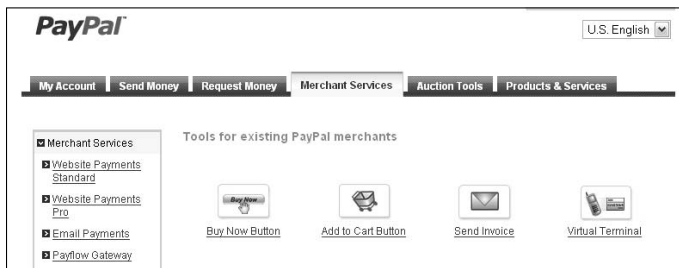 PayPal
U.S. English
My Account Send Money Request Money Merchant Services Auction Tools Products & Services
Merchant Services
Website Payments
Standard
Website Payments
Pro
Email Payments
Payflow Gateway
Tools for existing PayPal merchants
Buy Now
Buy Now Button
Add to Cart Button
Send Invoice
Virtual Terminal